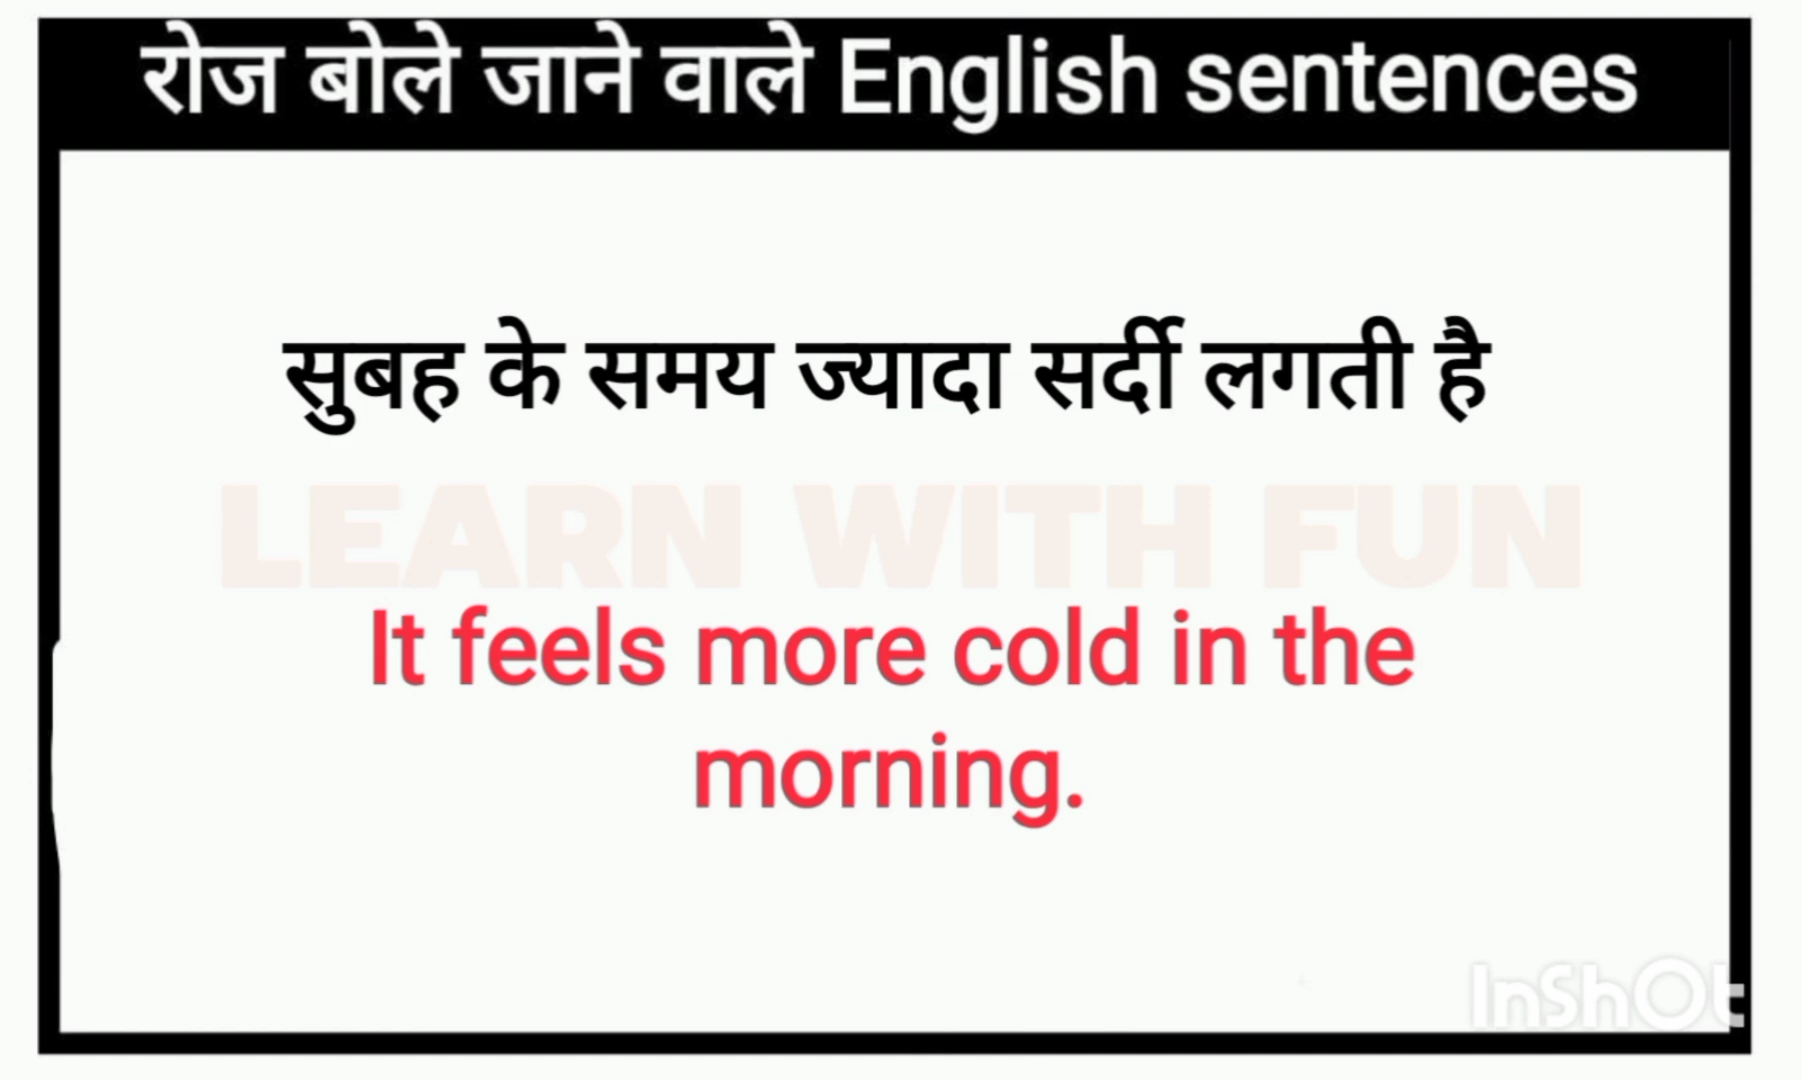 रोज बोले जाने वाले English sentences
सुबह के समय ज्यादा सर्दी लगती है
LEARN WITH FUN
It feels more cold in the
morning.
InShOt